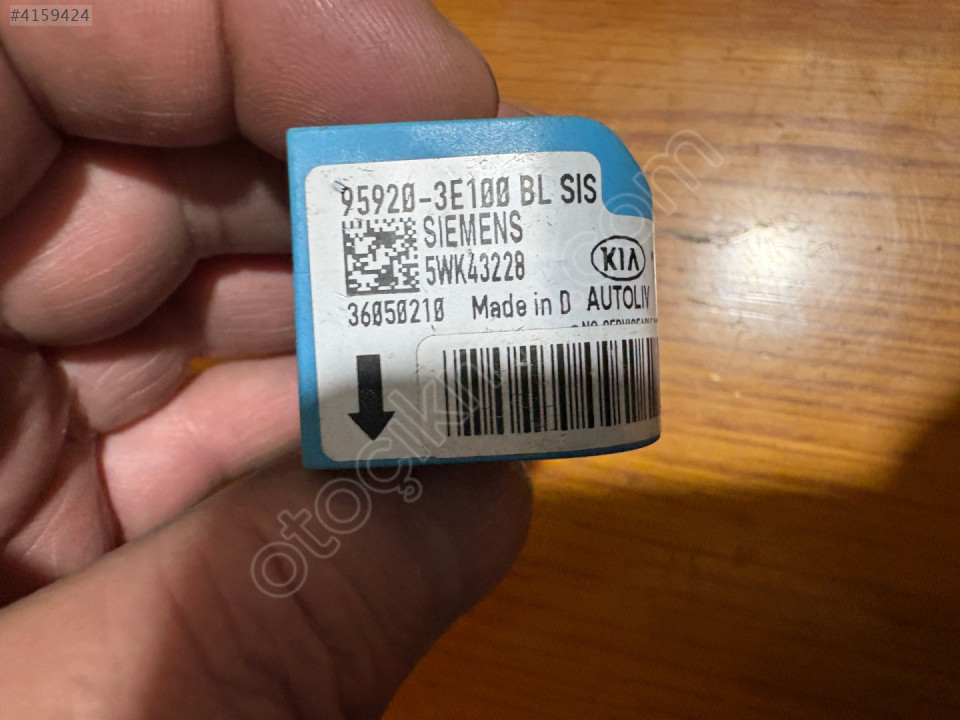 #4159424
95920-3E100 BL SIS
SIEMENS
5WK43228
KIA
36050210 Made in D AUTOLIV
otoçıkma.com